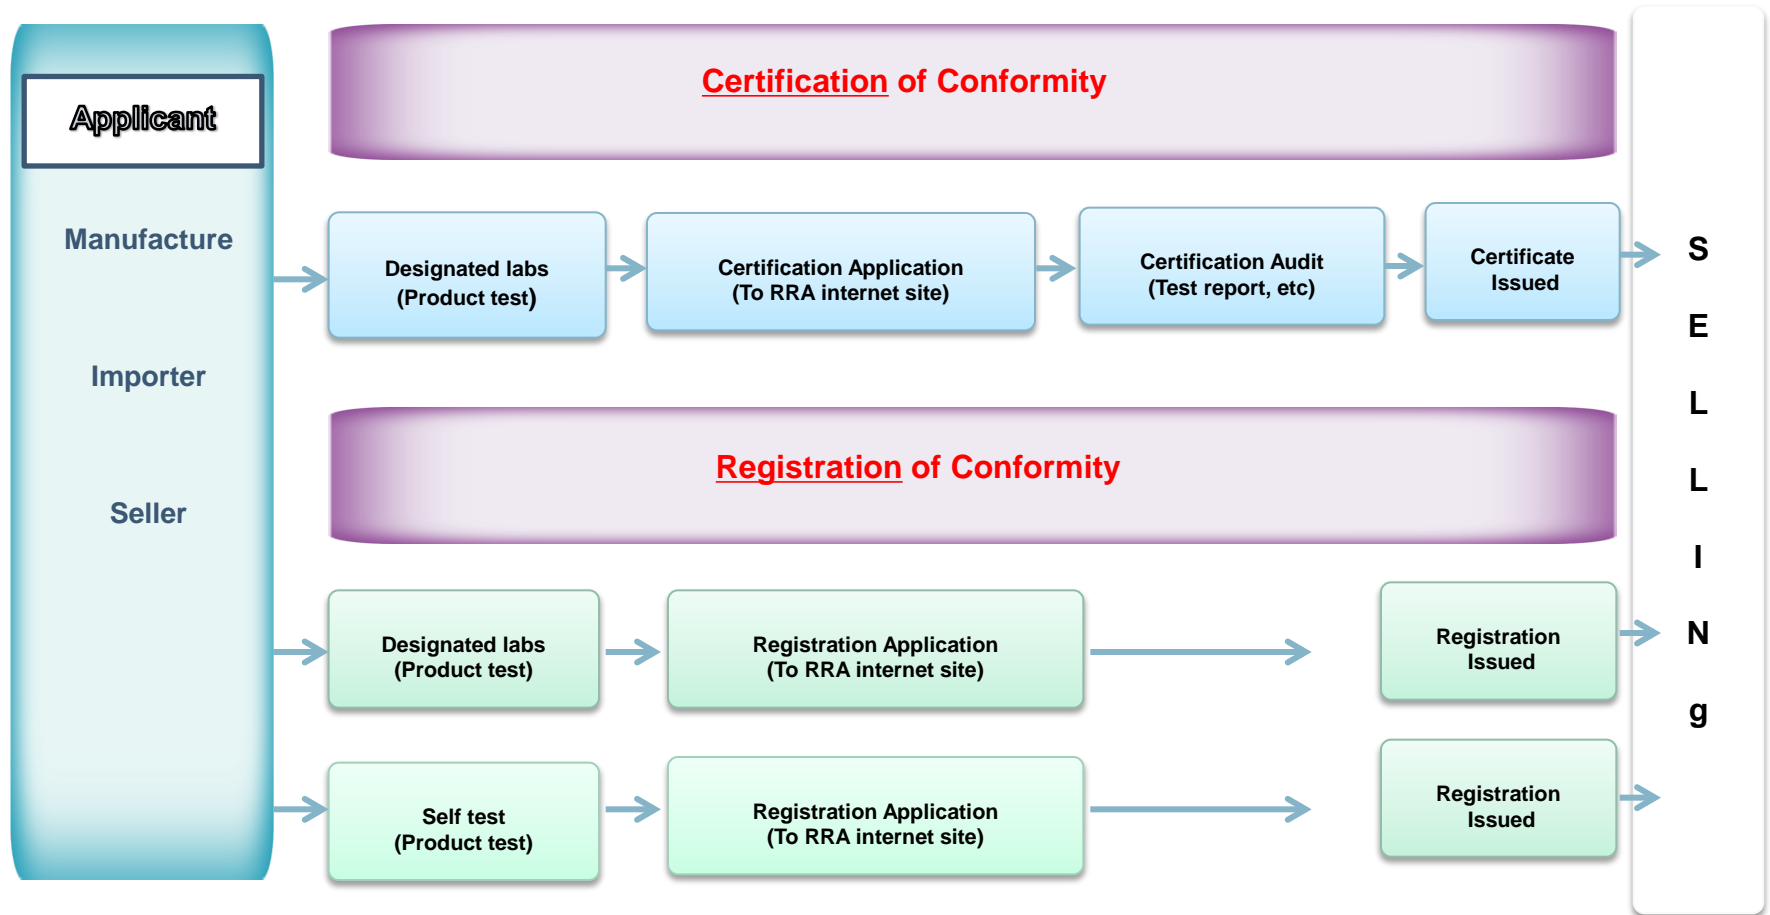 Applicant
Manufacture
Importer
Seller
Certification of Conformity
Designated labs
(Product test)
Certification Application
(To RRA internet site)
Certification Audit
(Test report, etc)
Certificate
Issued
Registration of Conformity
Designated labs
(Product test)
Registration Application
(To RRA internet site)
Registration
Issued
Self test
(Product test)
Registration Application
(To RRA internet site)
Registration
Issued
S
E
L
L
I
N
g